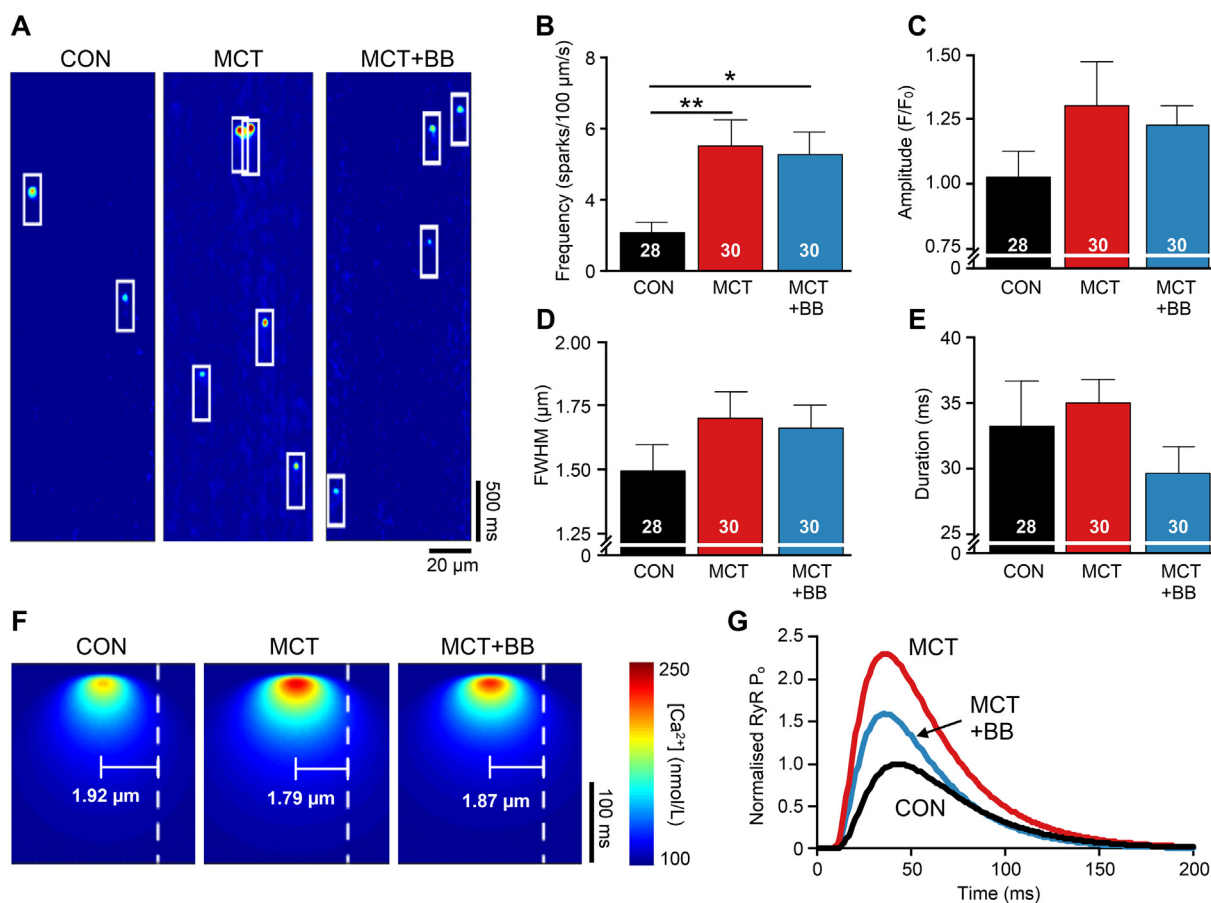 A
CON
MCT
MCT+BB
500 ms
20 µm
B
Frequency (sparks/100 µm/s)
8
6
4
2
0
*
**
28
30
30
CON
MCT
MCT
+BB
C
Amplitude (F/F₀)
1.50
1.25
1.00
0.75
0
28
30
30
CON
MCT
MCT
+BB
D
FWHM (µm)
2.00
1.75
1.50
1.25
0
28
30
30
CON
MCT
MCT
+BB
E
Duration (ms)
40
35
30
25
0
28
30
30
CON
MCT
MCT
+BB
F
CON
MCT
MCT+BB
1.92 µm
1.79 µm
1.87 µm
100 ms
250
[Ca²⁺] (nmol/L)
100
G
Normalised RyR Pₒ
2.5
2.0
1.5
1.0
0.5
0
MCT
MCT
+BB
CON
0
50
100
150
200
Time (ms)